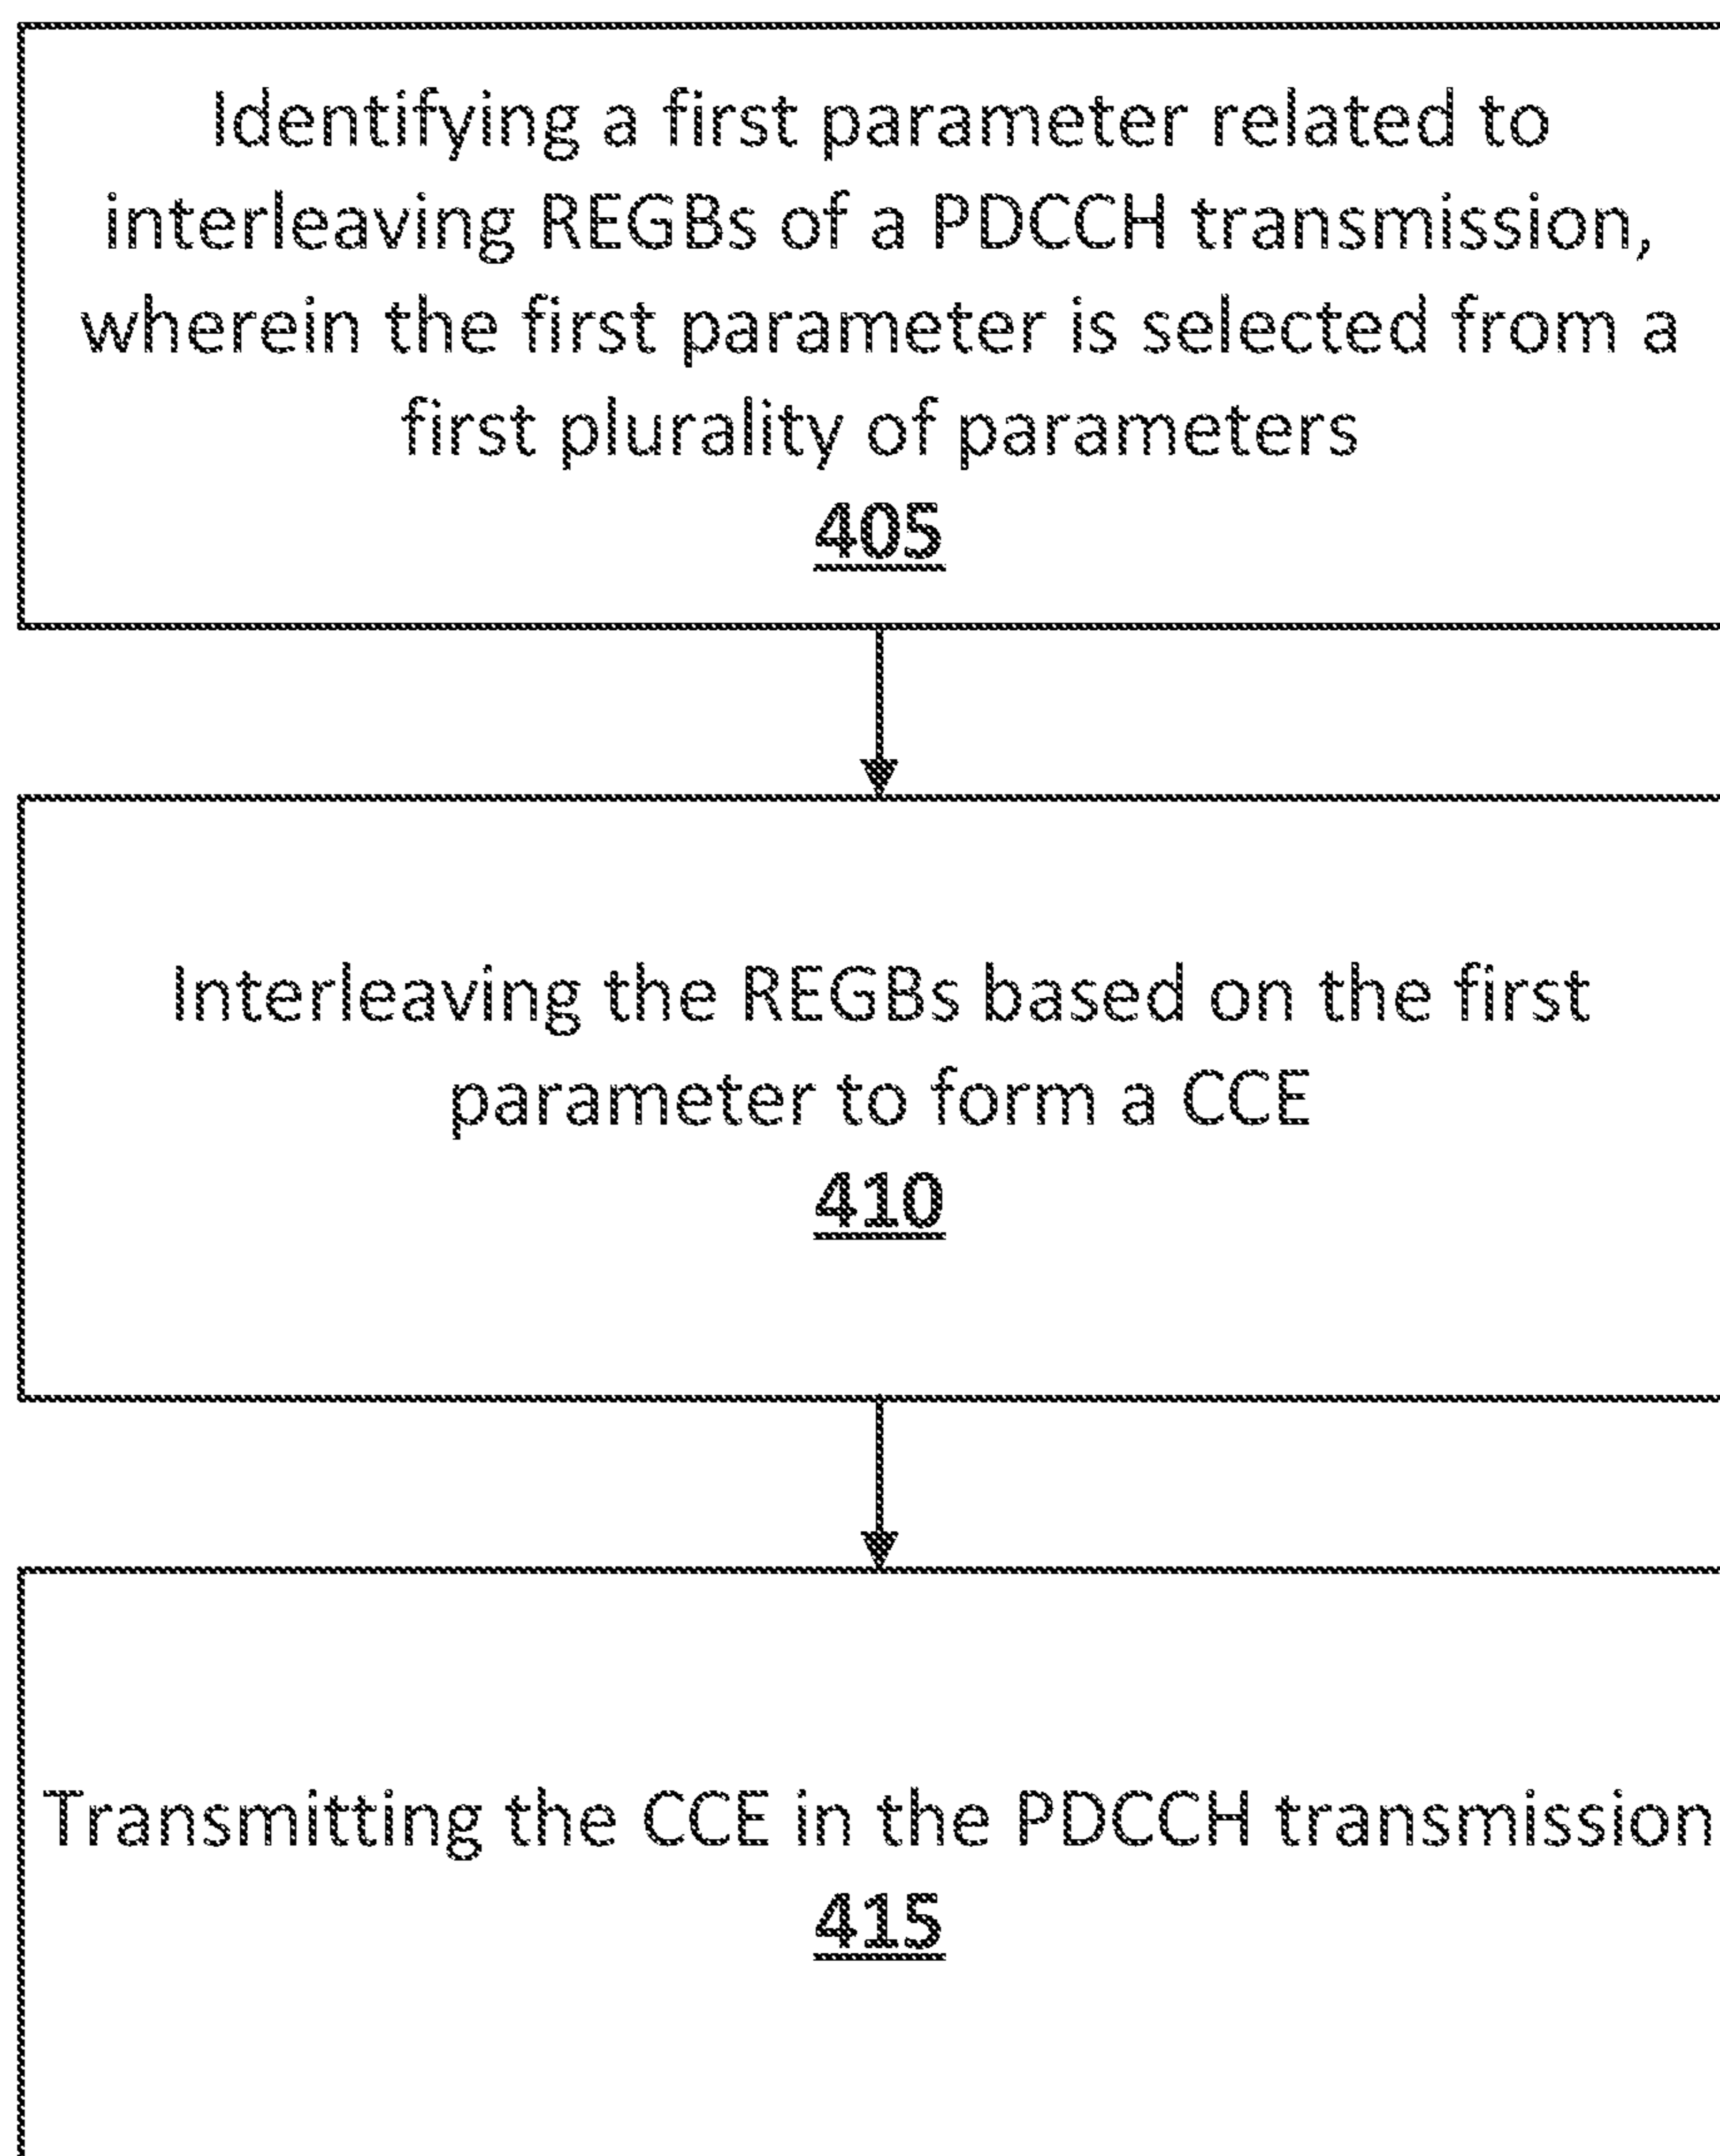 Identifying a first parameter related to
interleaving REGBs of a PDCCH transmission,
wherein the first parameter is selected from a
first plurality of parameters
405
Interleaving the REGBs based on the first
parameter to form a CCE
410
Transmitting the CCE in the PDCCH transmission
415